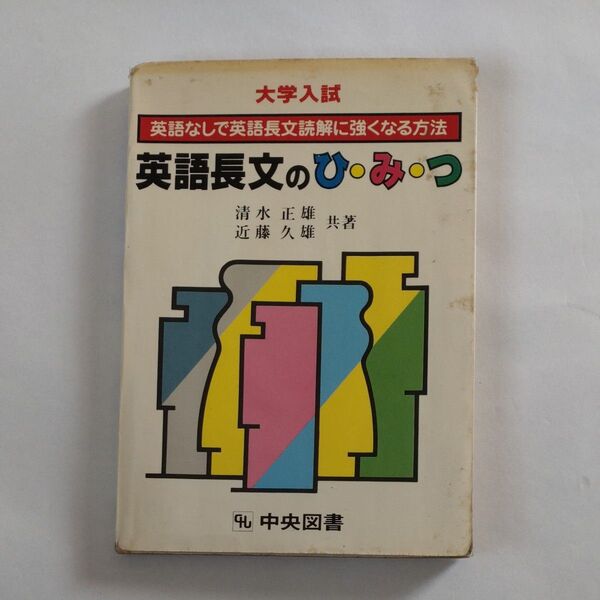 大学入試
英語なしで英語長文読解に強くなる方法
英語長文のひ・み・つ
清水 正雄
近藤 久雄 共著
中央図書